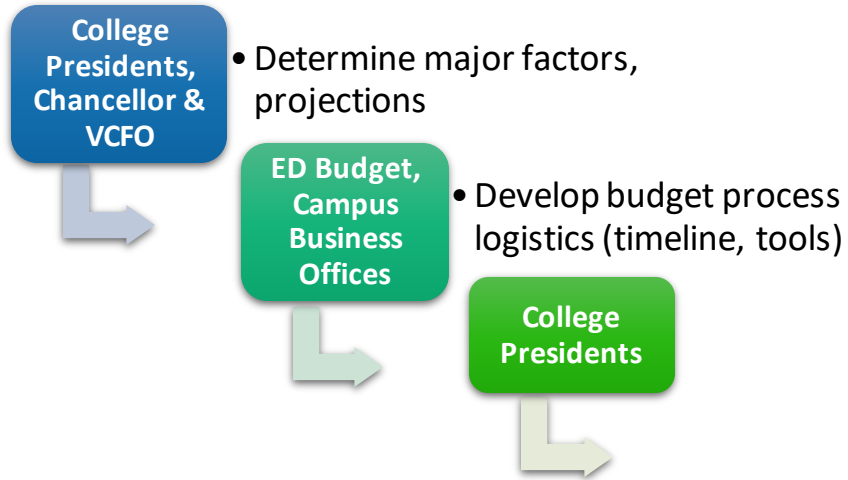 College
Presidents,
Chancellor &
VCFO
• Determine major factors,
projections
ED Budget,
Campus
Business
Offices
• Develop budget process
logistics (timeline, tools)
College
Presidents